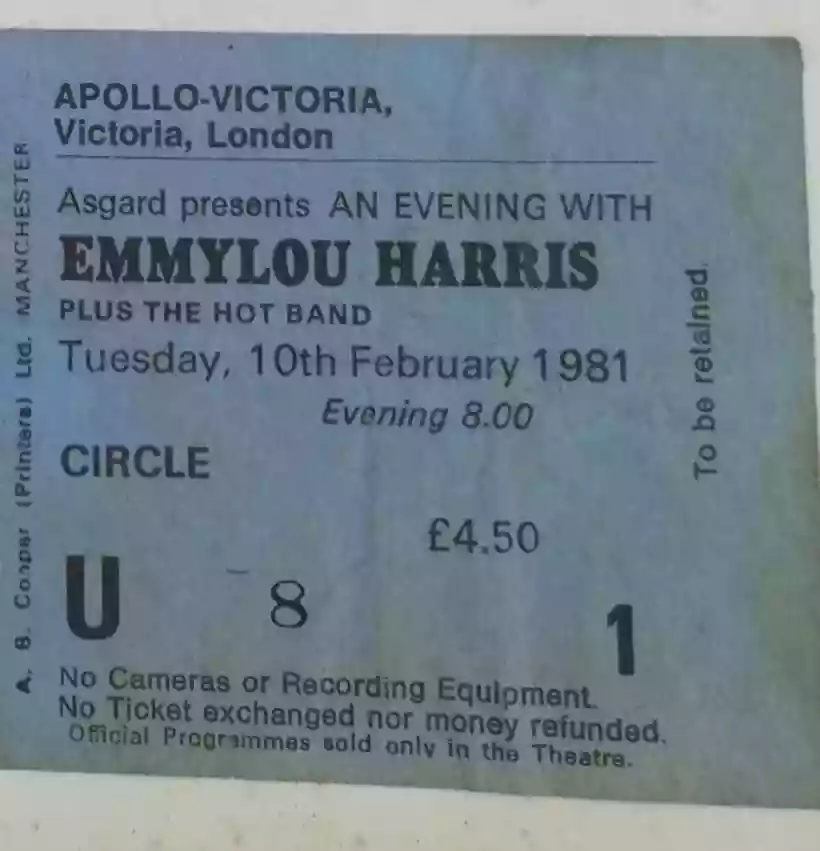 APOLLO-VICTORIA,
Victoria, London
Asgard presents AN EVENING WITH
EMMYLOU HARRIS
PLUS THE HOT BAND
Tuesday, 10th February 1981
Evening 8.00
CIRCLE
£4.50
U 8 1
No Cameras or Recording Equipment.
No Ticket exchanged nor money refunded.
Official Programmes sold only in the Theatre.
To be retained.
A. B. Cooper (Printers) Ltd. MANCHESTER